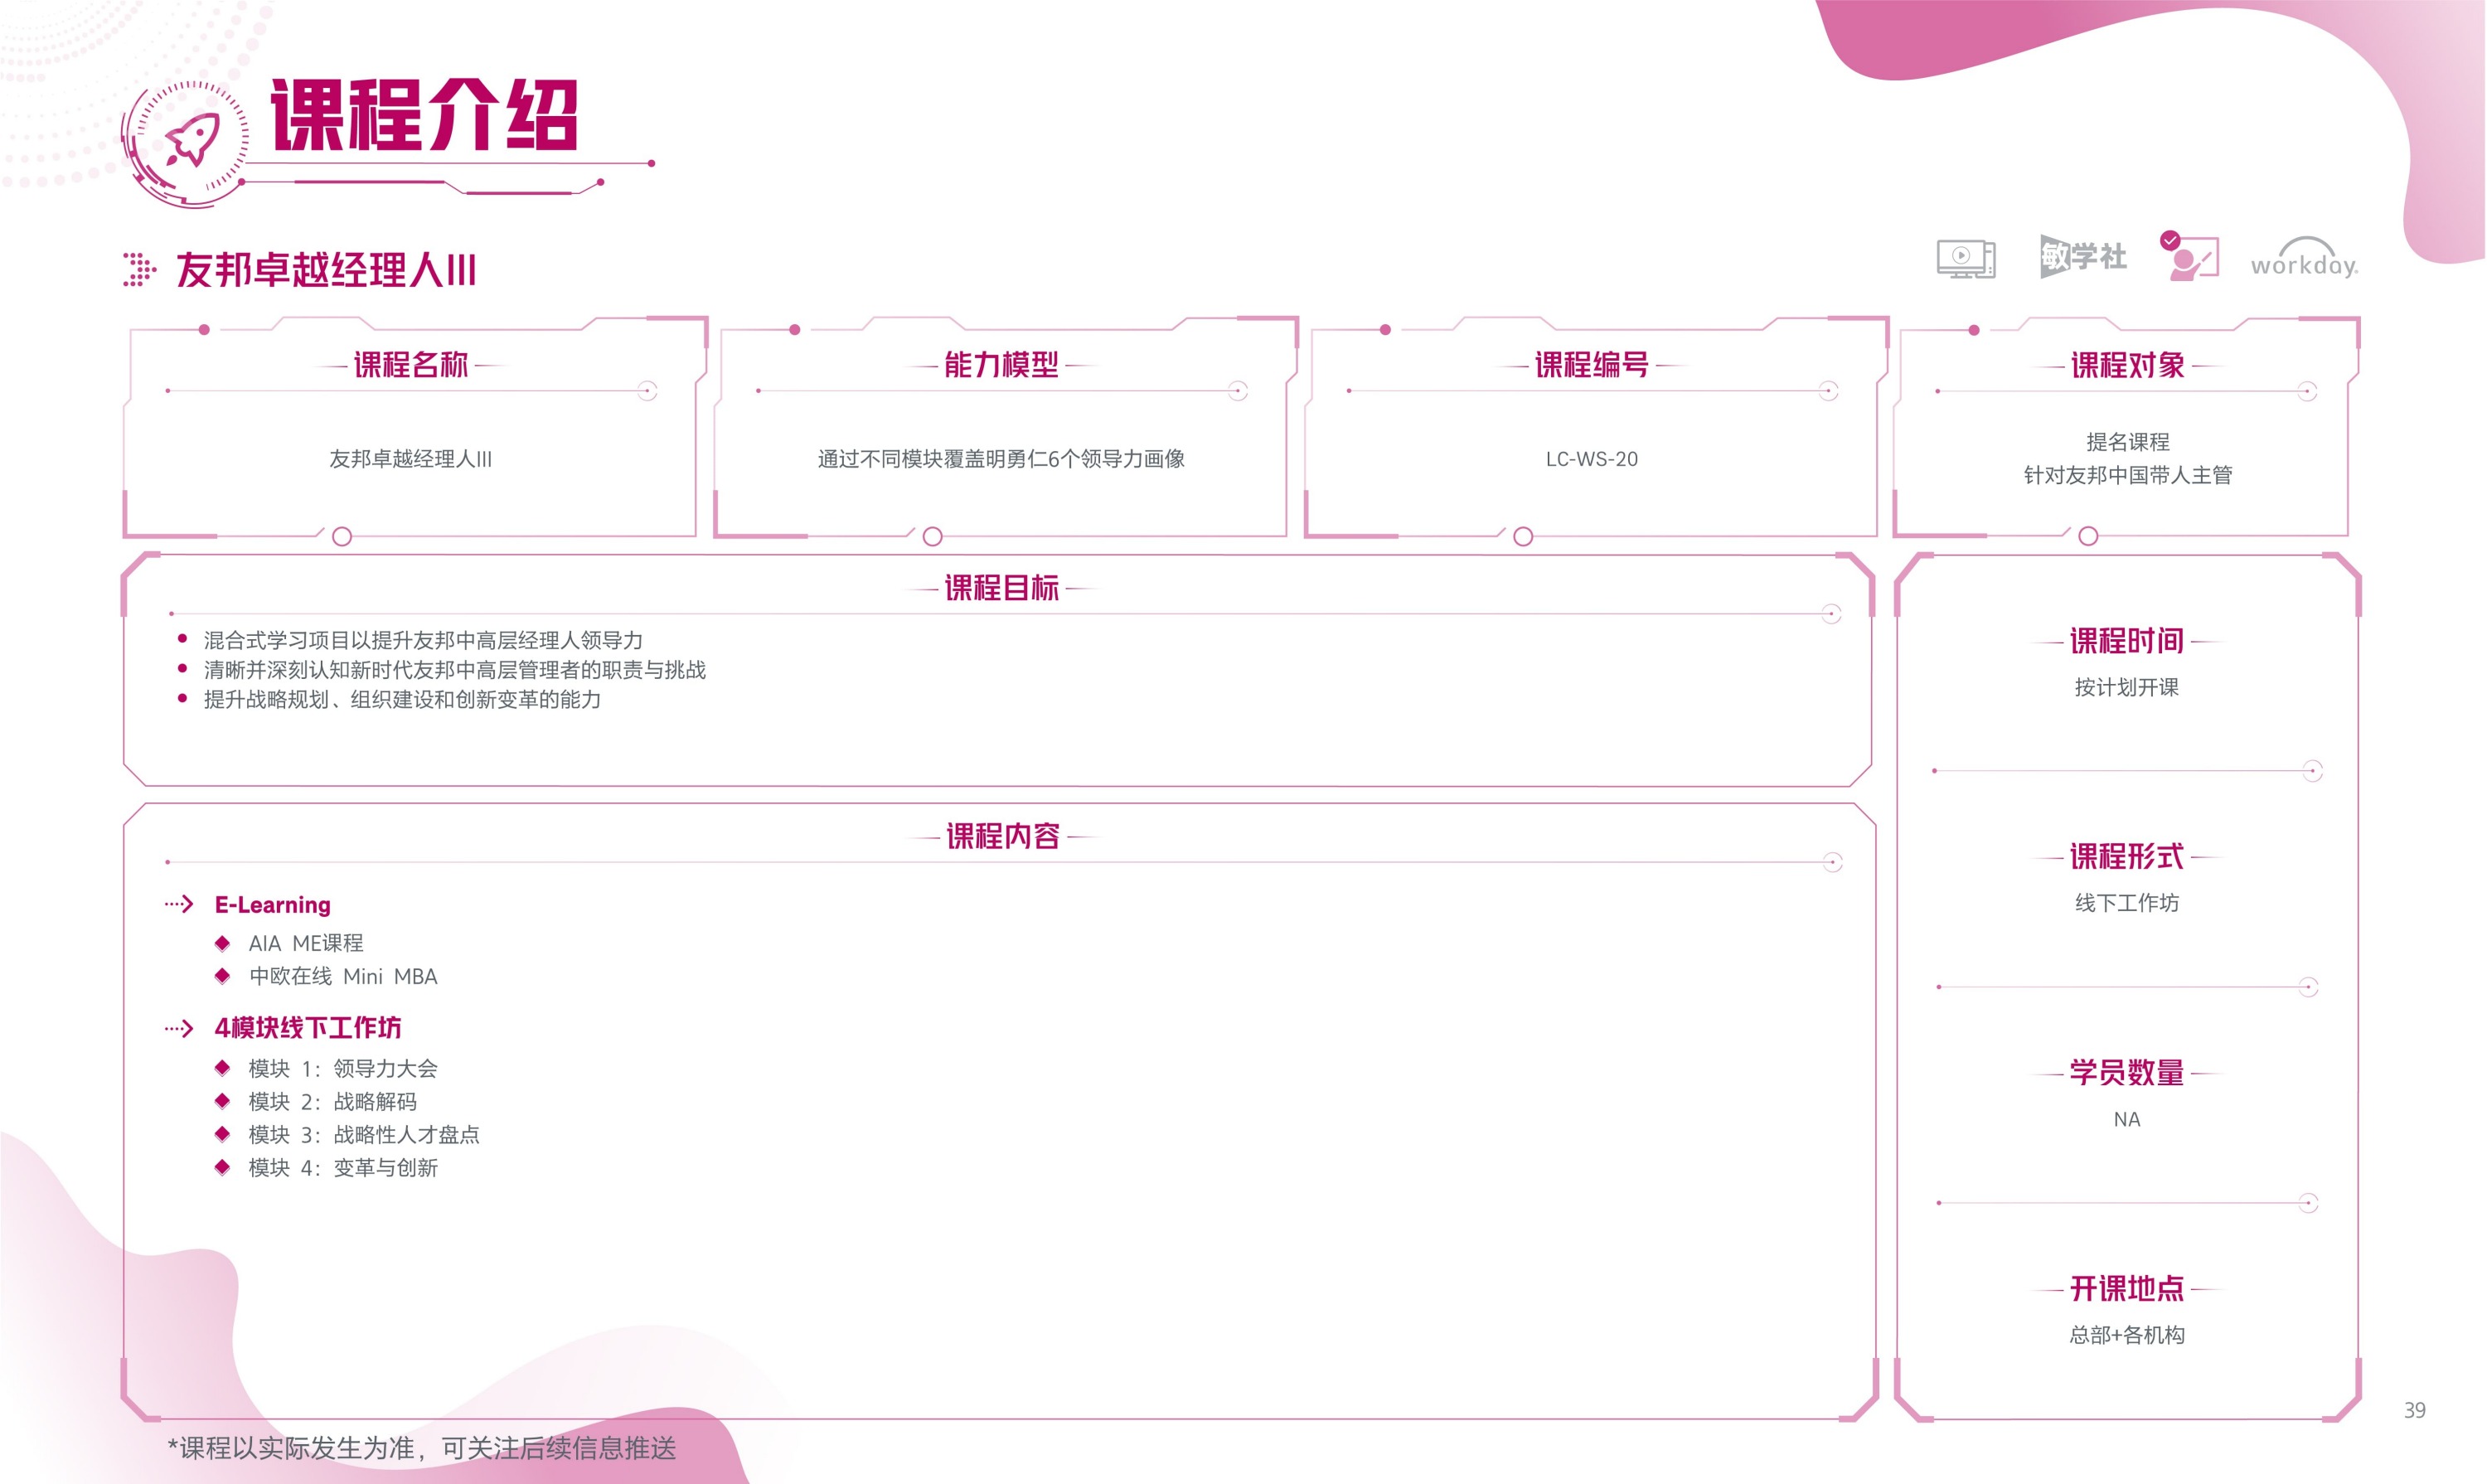 课程介绍
友邦卓越经理人III
敏学社
workday.
课程名称
友邦卓越经理人III
能力模型
通过不同模块覆盖明勇仁6个领导力画像
课程编号
LC-WS-20
课程对象
提名课程
针对友邦中国带人主管
课程目标
混合式学习项目以提升友邦中高层经理人领导力
清晰并深刻认知新时代友邦中高层管理者的职责与挑战
提升战略规划、组织建设和创新变革的能力
课程内容
E-Learning
AIA ME课程
中欧在线 Mini MBA
4模块线下工作坊
模块 1：领导力大会
模块 2：战略解码
模块 3：战略性人才盘点
模块 4：变革与创新
课程时间
按计划开课
课程形式
线下工作坊
学员数量
NA
开课地点
总部+各机构
*课程以实际发生为准，可关注后续信息推送
39